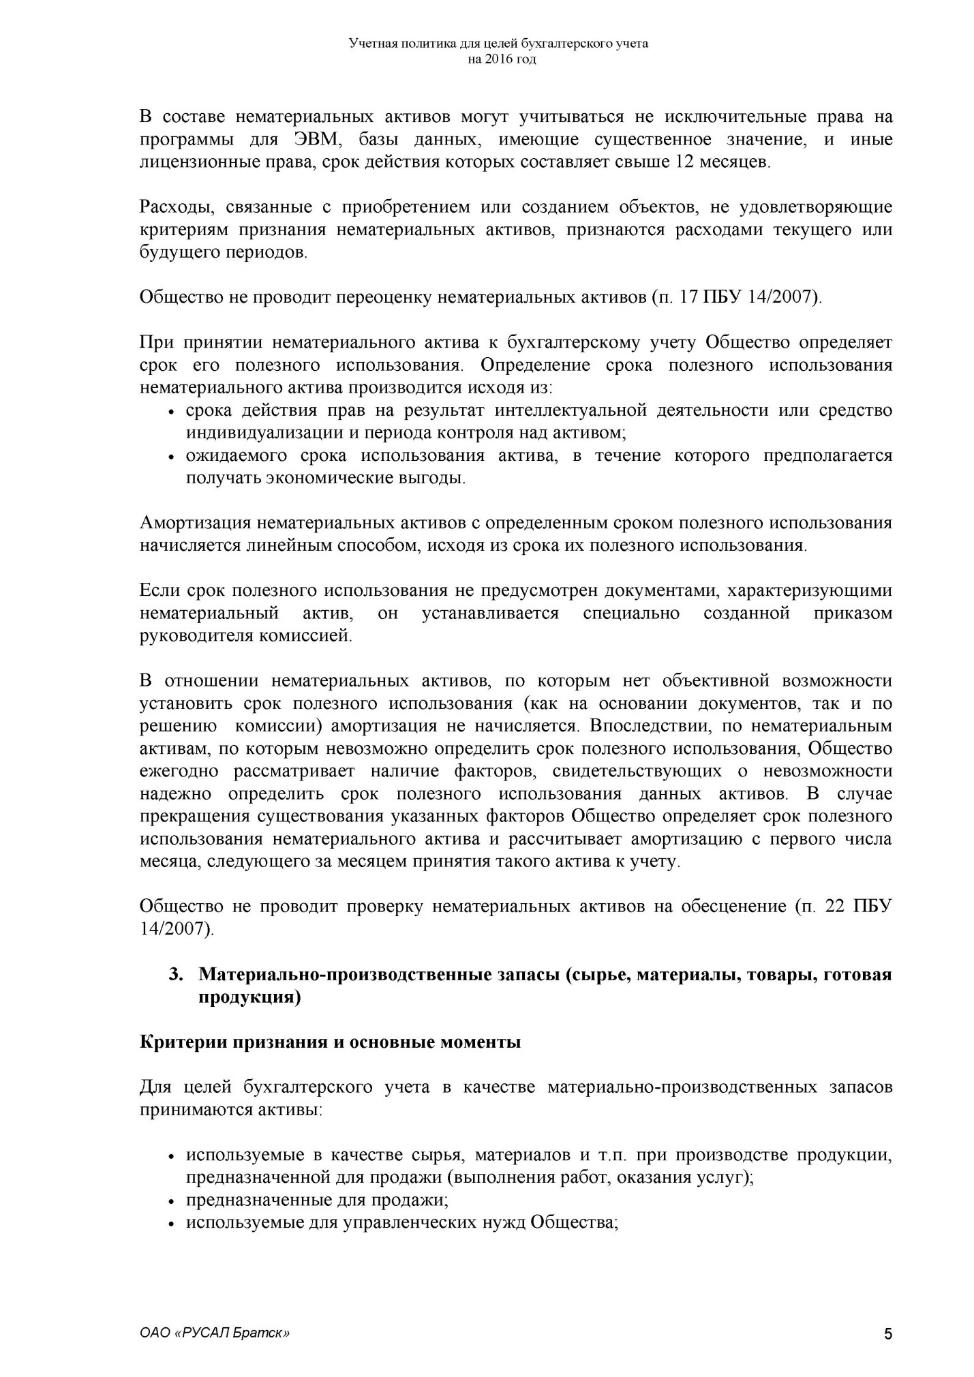 Учетная политика для целей бухгалтерского учета
на 2016 год
В составе нематериальных активов могут учитываться не исключительные права на
программы для ЭВМ, базы данных, имеющие существенное значение, и иные
лицензионные права, срок действия которых составляет свыше 12 месяцев.
Расходы, связанные с приобретением или созданием объектов, не удовлетворяющие
критериям признания нематериальных активов, признаются расходами текущего или
будущего периодов.
Общество не проводит переоценку нематериальных активов (п. 17 ПБУ 14/2007).
При принятии нематериального актива к бухгалтерскому учету Общество определяет
срок его полезного использования. Определение срока полезного использования
нематериального актива производится исходя из:
• срока действия прав на результат интеллектуальной деятельности или средство
индивидуализации и периода контроля над активом;
• ожидаемого срока использования актива, в течение которого предполагается
получать экономические выгоды.
Амортизация нематериальных активов с определенным сроком полезного использования
начисляется линейным способом, исходя из срока их полезного использования.
Если срок полезного использования не предусмотрен документами, характеризующими
нематериальный актив, он устанавливается специально созданной приказом
руководителя комиссией.
В отношении нематериальных активов, по которым нет объективной возможности
установить срок полезного использования (как на основании документов, так и по
решению комиссии) амортизация не начисляется. Впоследствии, по нематериальным
активам, по которым невозможно определить срок полезного использования, Общество
ежегодно рассматривает наличие факторов, свидетельствующих о невозможности
надежно определить срок полезного использования данных активов. В случае
прекращения существования указанных факторов Общество определяет срок полезного
использования нематериального актива и рассчитывает амортизацию с первого числа
месяца, следующего за месяцем принятия такого актива к учету.
Общество не проводит проверку нематериальных активов на обесценение (п. 22 ПБУ
14/2007).
3. Материально-производственные запасы (сырье, материалы, товары, готовая
продукция)
Критерии признания и основные моменты
Для целей бухгалтерского учета в качестве материально-производственных запасов
принимаются активы:
• используемые в качестве сырья, материалов и т.п. при производстве продукции,
предназначенной для продажи (выполнения работ, оказания услуг);
• предназначенные для продажи;
• используемые для управленческих нужд Общества;
ОАО «РУСАЛ Братск» 5